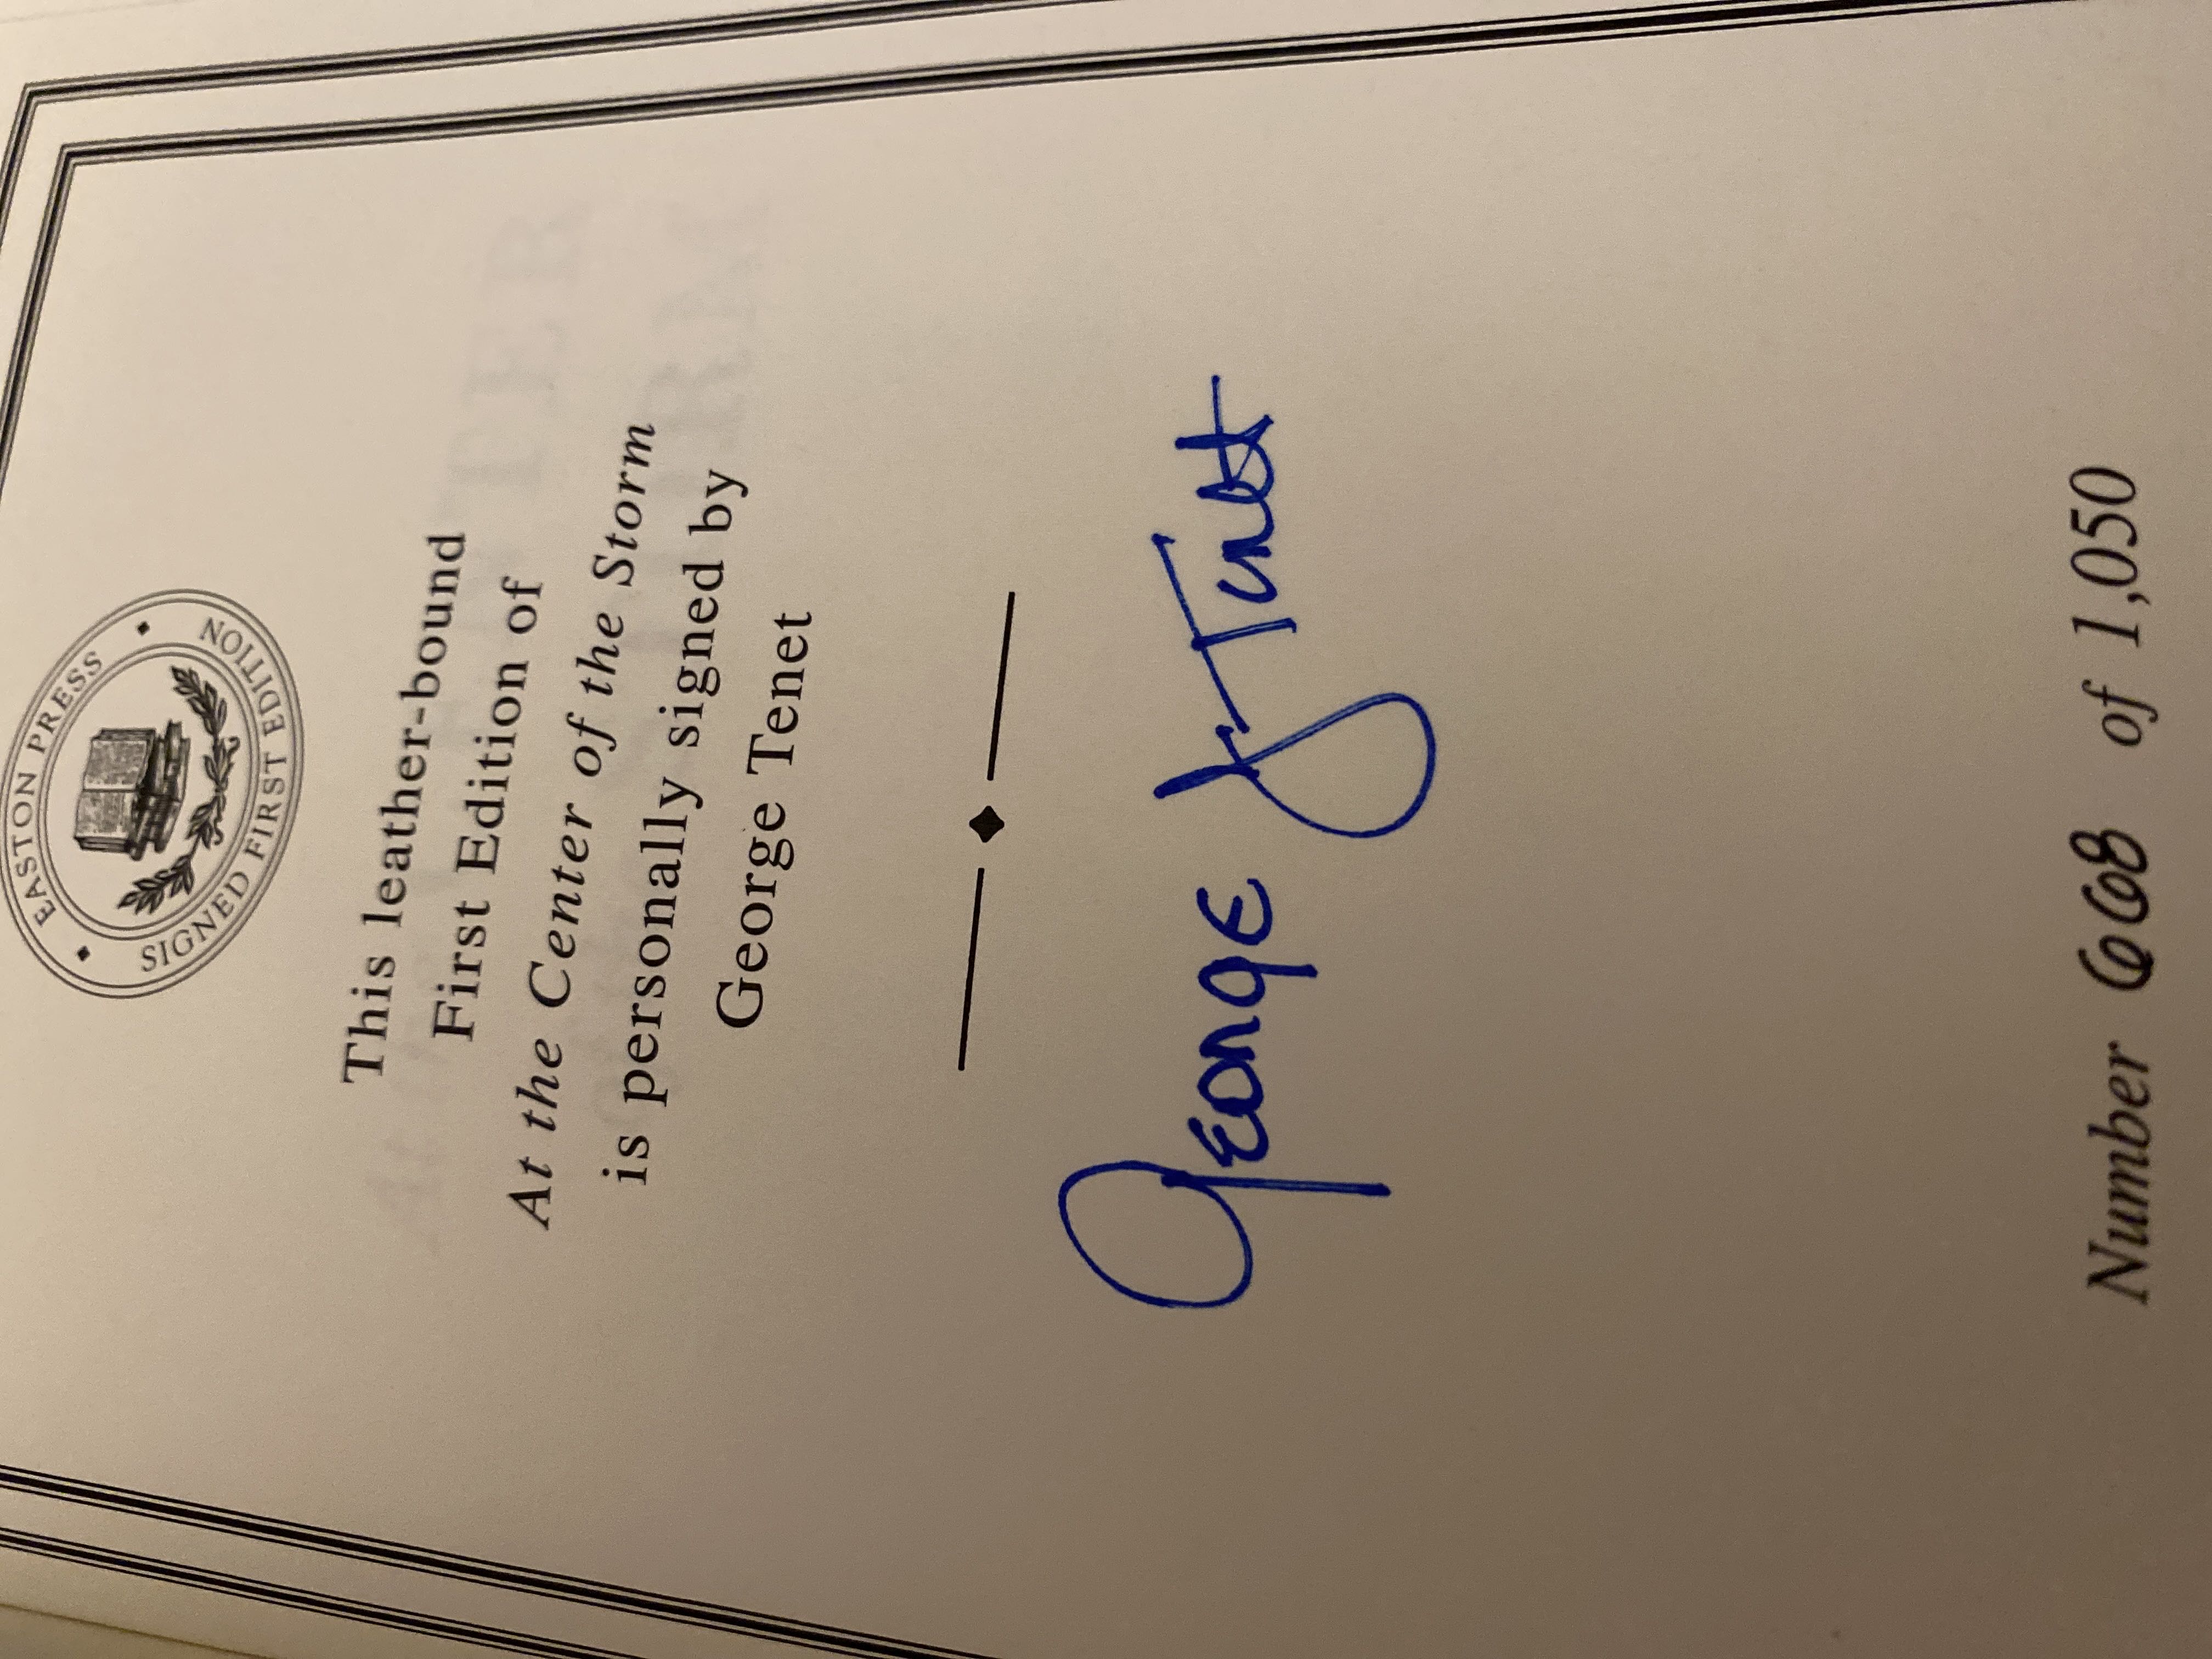 EASTON PRESS
SIGNED FIRST EDITION
This leather-bound
First Edition of
At the Center of the Storm
is personally signed by
George Tenet
George J Tenet
Number 668 of 1,050